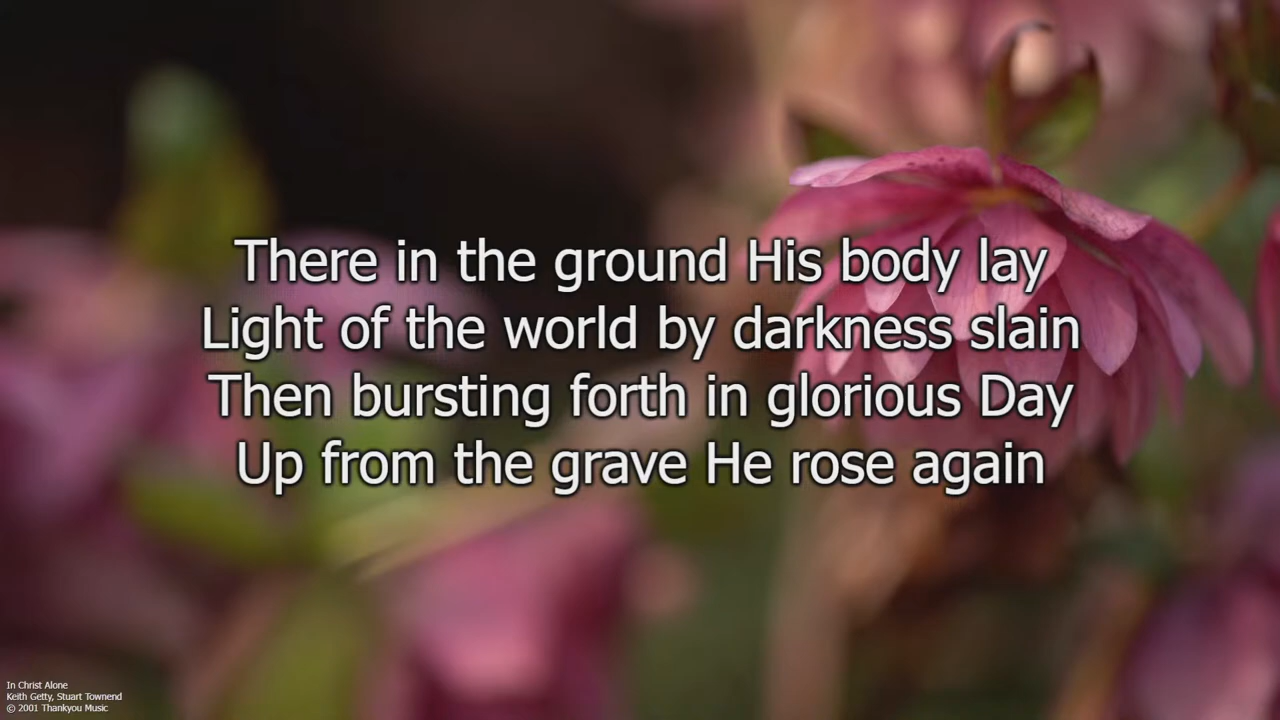 There in the ground His body lay
Light of the world by darkness slain
Then bursting forth in glorious Day
Up from the grave He rose again
In Christ Alone
Keith Getty, Stuart Townend
© 2001 Thankyou Music